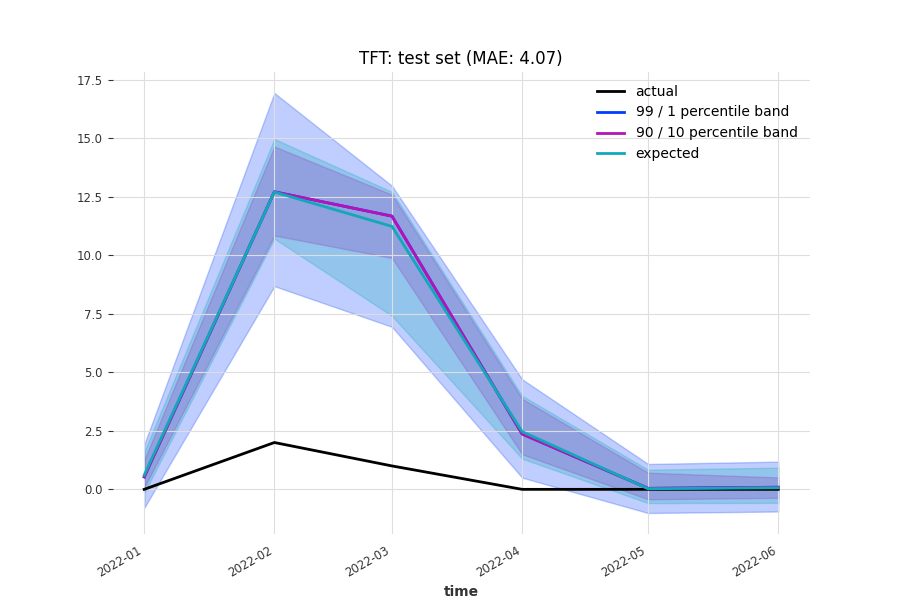 TFT: test set (MAE: 4.07)
17.5
15.0
12.5
10.0
7.5
5.0
2.5
0.0
actual
99 / 1 percentile band
90 / 10 percentile band
expected
2022-01
2022-02
2022-03
2022-04
2022-05
2022-06
time